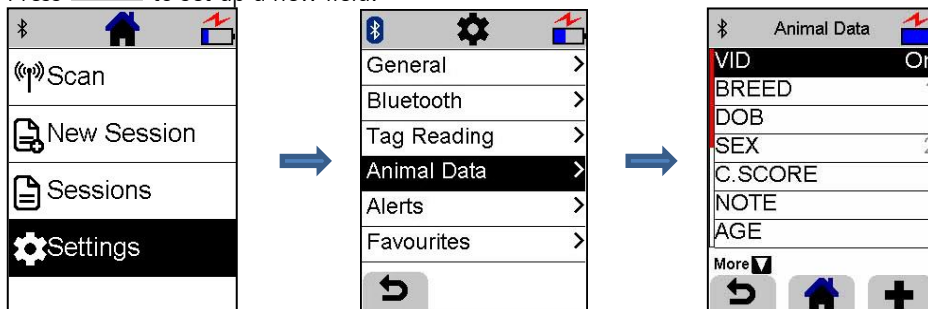 Press to set up a new field.
Scan
New Session
Sessions
Settings
General
Bluetooth
Tag Reading
Animal Data
Alerts
Favourites
Animal Data
VID
BREED
DOB
SEX
C.SCORE
NOTE
AGE
More